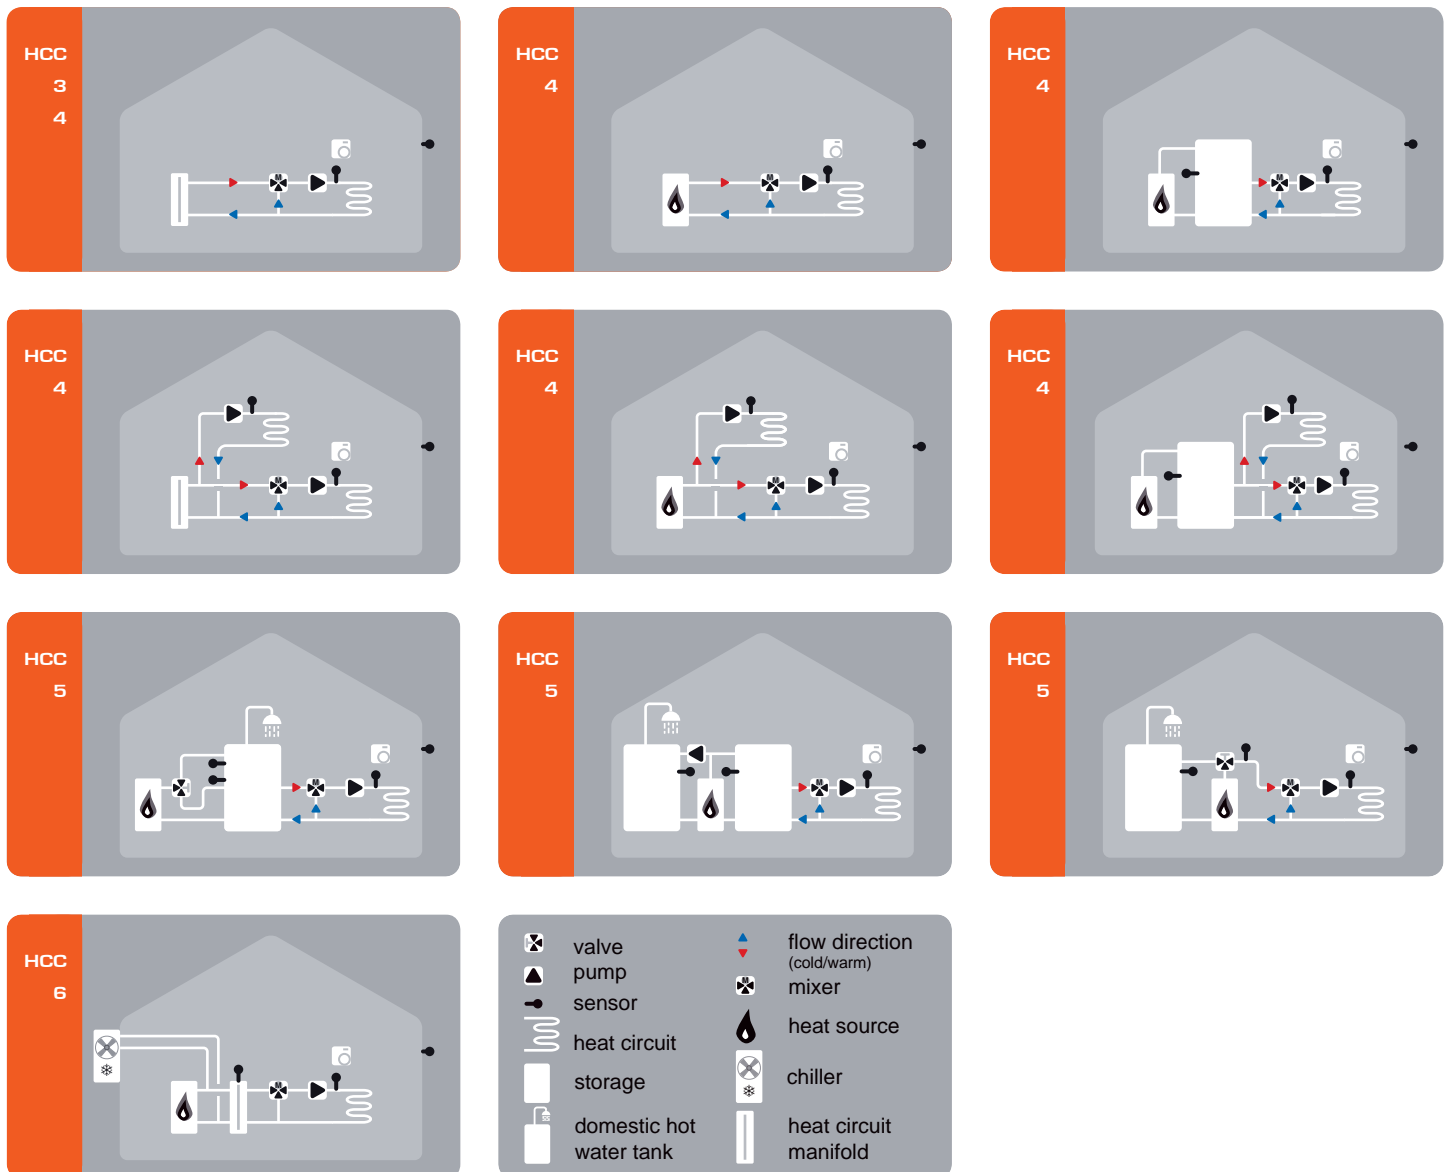 HCC
3
4
HCC
4
HCC
4
HCC
4
HCC
4
HCC
4
HCC
5
HCC
5
HCC
5
HCC
6
valve
pump
sensor
heat circuit
storage
domestic hot
water tank
flow direction
(cold/warm)
mixer
heat source
chiller
heat circuit
manifold